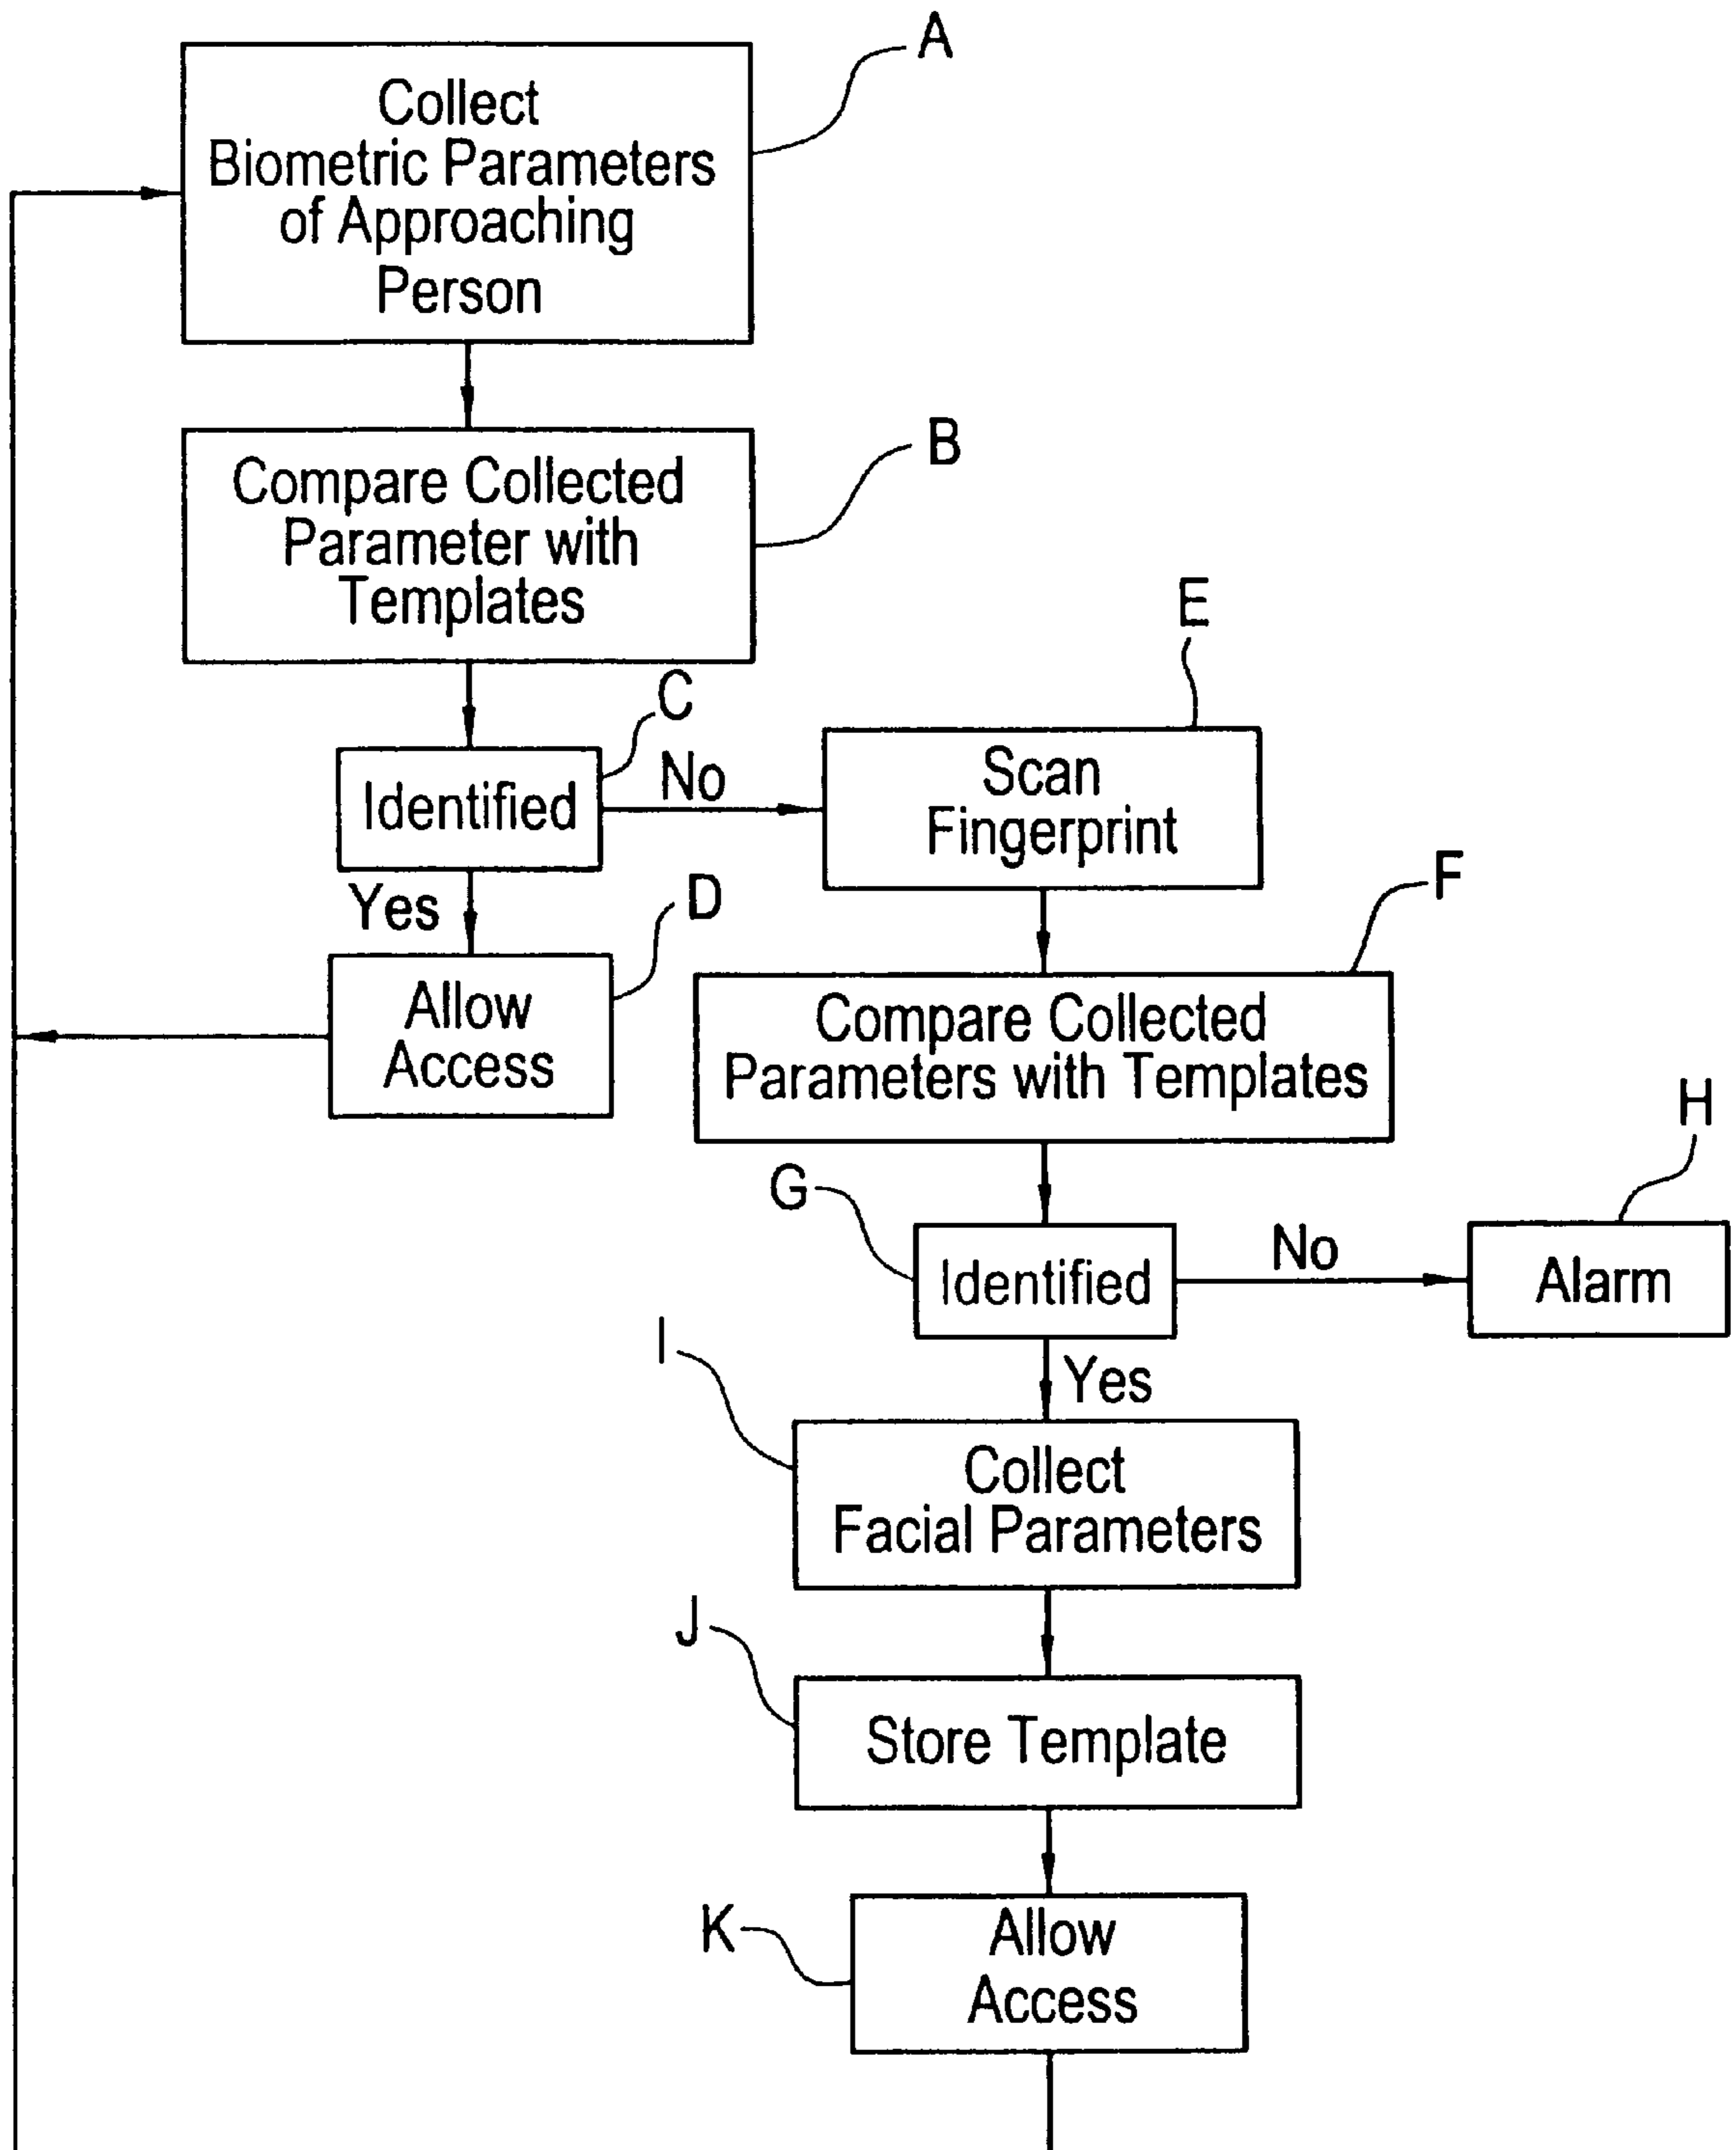 A
Collect
Biometric Parameters
of Approaching
Person
B
Compare Collected
Parameter with
Templates
C
Identified
No
E
Scan
Fingerprint
Yes
D
Allow
Access
F
Compare Collected
Parameters with Templates
G
Identified
No
H
Alarm
Yes
I
Collect
Facial Parameters
J
Store Template
K
Allow
Access